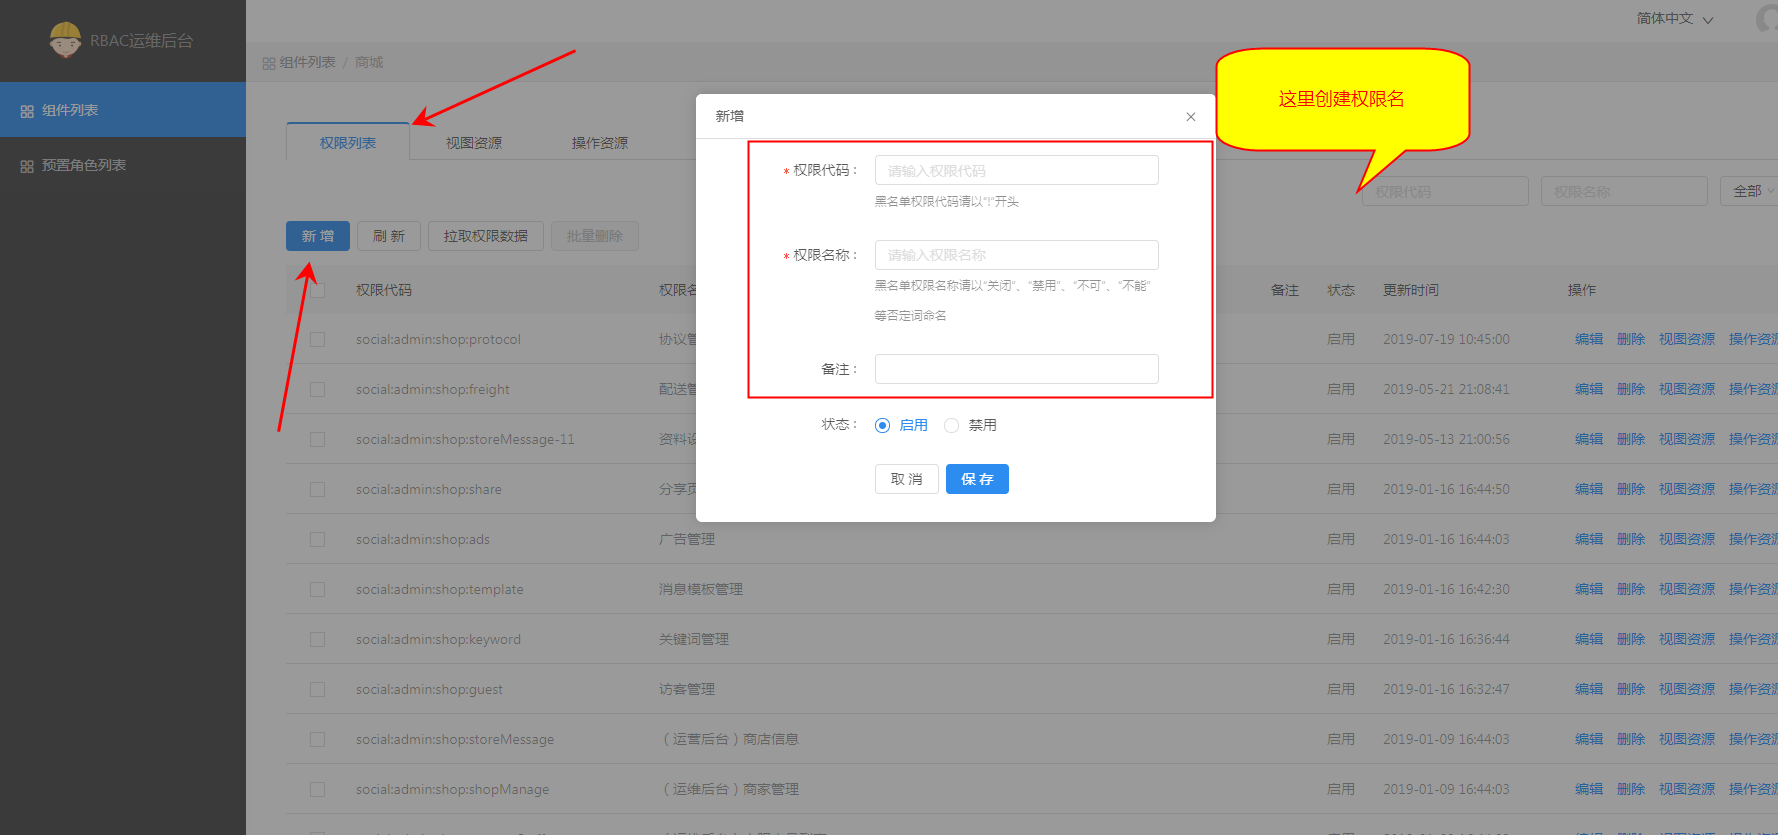 RBAC运维后台
简体中文
组件列表 / 商城
组件列表
预置角色列表
这里创建权限名
权限列表
视图资源
操作资源
权限代码
权限名称
全部
新 增
刷 新
拉取权限数据
批量删除
新增
* 权限代码：
请输入权限代码
黑名单权限代码请以"!"开头
* 权限名称：
请输入权限名称
黑名单权限名称请以"关闭"、"禁用"、"不可"、"不能"
等否定词命名
备注：
状态：
启用
禁用
取 消
保 存
权限代码 权限名 备注 状态 更新时间 操作
social:admin:shop:protocol 协议管 启用 2019-07-19 10:45:00 编辑 删除 视图资源 操作资源
social:admin:shop:freight 配送管 启用 2019-05-21 21:08:41 编辑 删除 视图资源 操作资源
social:admin:shop:storeMessage-11 资料设 启用 2019-05-13 21:00:56 编辑 删除 视图资源 操作资源
social:admin:shop:share 分享页 启用 2019-01-16 16:44:50 编辑 删除 视图资源 操作资源
social:admin:shop:ads 广告管理 启用 2019-01-16 16:44:03 编辑 删除 视图资源 操作资源
social:admin:shop:template 消息模板管理 启用 2019-01-16 16:42:30 编辑 删除 视图资源 操作资源
social:admin:shop:keyword 关键词管理 启用 2019-01-16 16:36:44 编辑 删除 视图资源 操作资源
social:admin:shop:guest 访客管理 启用 2019-01-16 16:32:47 编辑 删除 视图资源 操作资源
social:admin:shop:storeMessage （运营后台）商店信息 启用 2019-01-09 16:44:03 编辑 删除 视图资源 操作资源
social:admin:shop:shopManage （运维后台）商家管理 启用 2019-01-09 16:44:03 编辑 删除 视图资源 操作资源